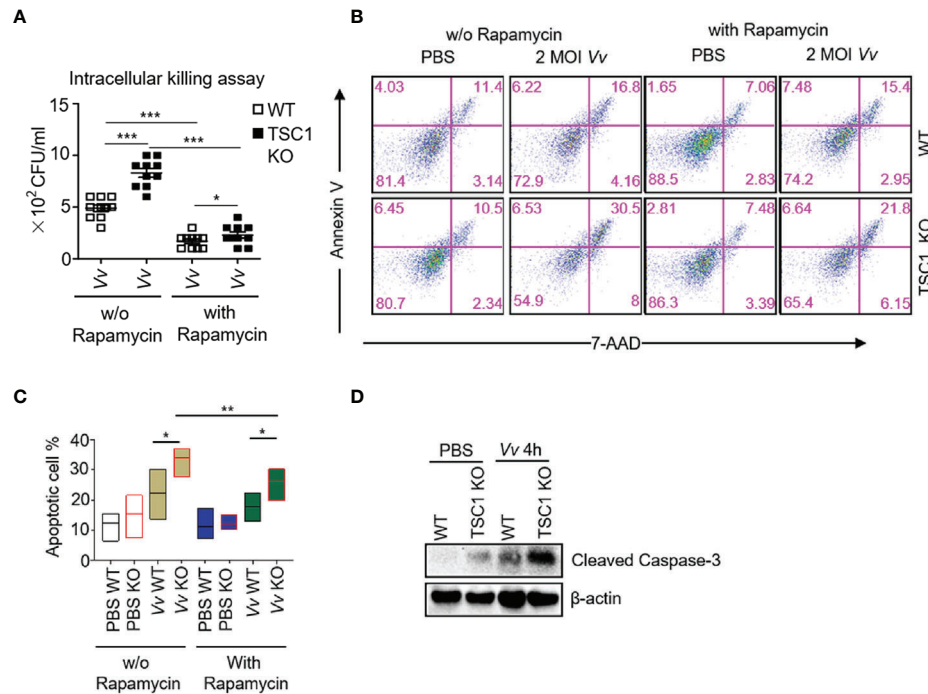 A
Intracellular killing assay
WT
TSC1
KO
× 10² CFU/ml
15
10
5
0
***
***
***
*
Vv
Vv
Vv
Vv
w/o
Rapamycin
with
Rapamycin
B
w/o Rapamycin
with Rapamycin
PBS
2 MOI Vv
PBS
2 MOI Vv
4.03 11.4
81.4 3.14
6.22 16.8
72.9 4.16
1.65 7.06
88.5 2.83
7.48 15.4
74.2 2.95
WT
6.45 10.5
80.7 2.34
6.53 30.5
54.9 8
2.81 7.48
86.3 3.39
6.64 21.8
65.4 6.15
TSC1 KO
Annexin V
7-AAD
C
Apoptotic cell %
40
30
20
10
0
*
**
*
PBS WT
PBS KO
Vv WT
Vv KO
PBS WT
PBS KO
Vv WT
Vv KO
w/o
Rapamycin
With
Rapamycin
D
PBS
Vv 4h
WT
TSC1 KO
WT
TSC1 KO
Cleaved Caspase-3
β-actin